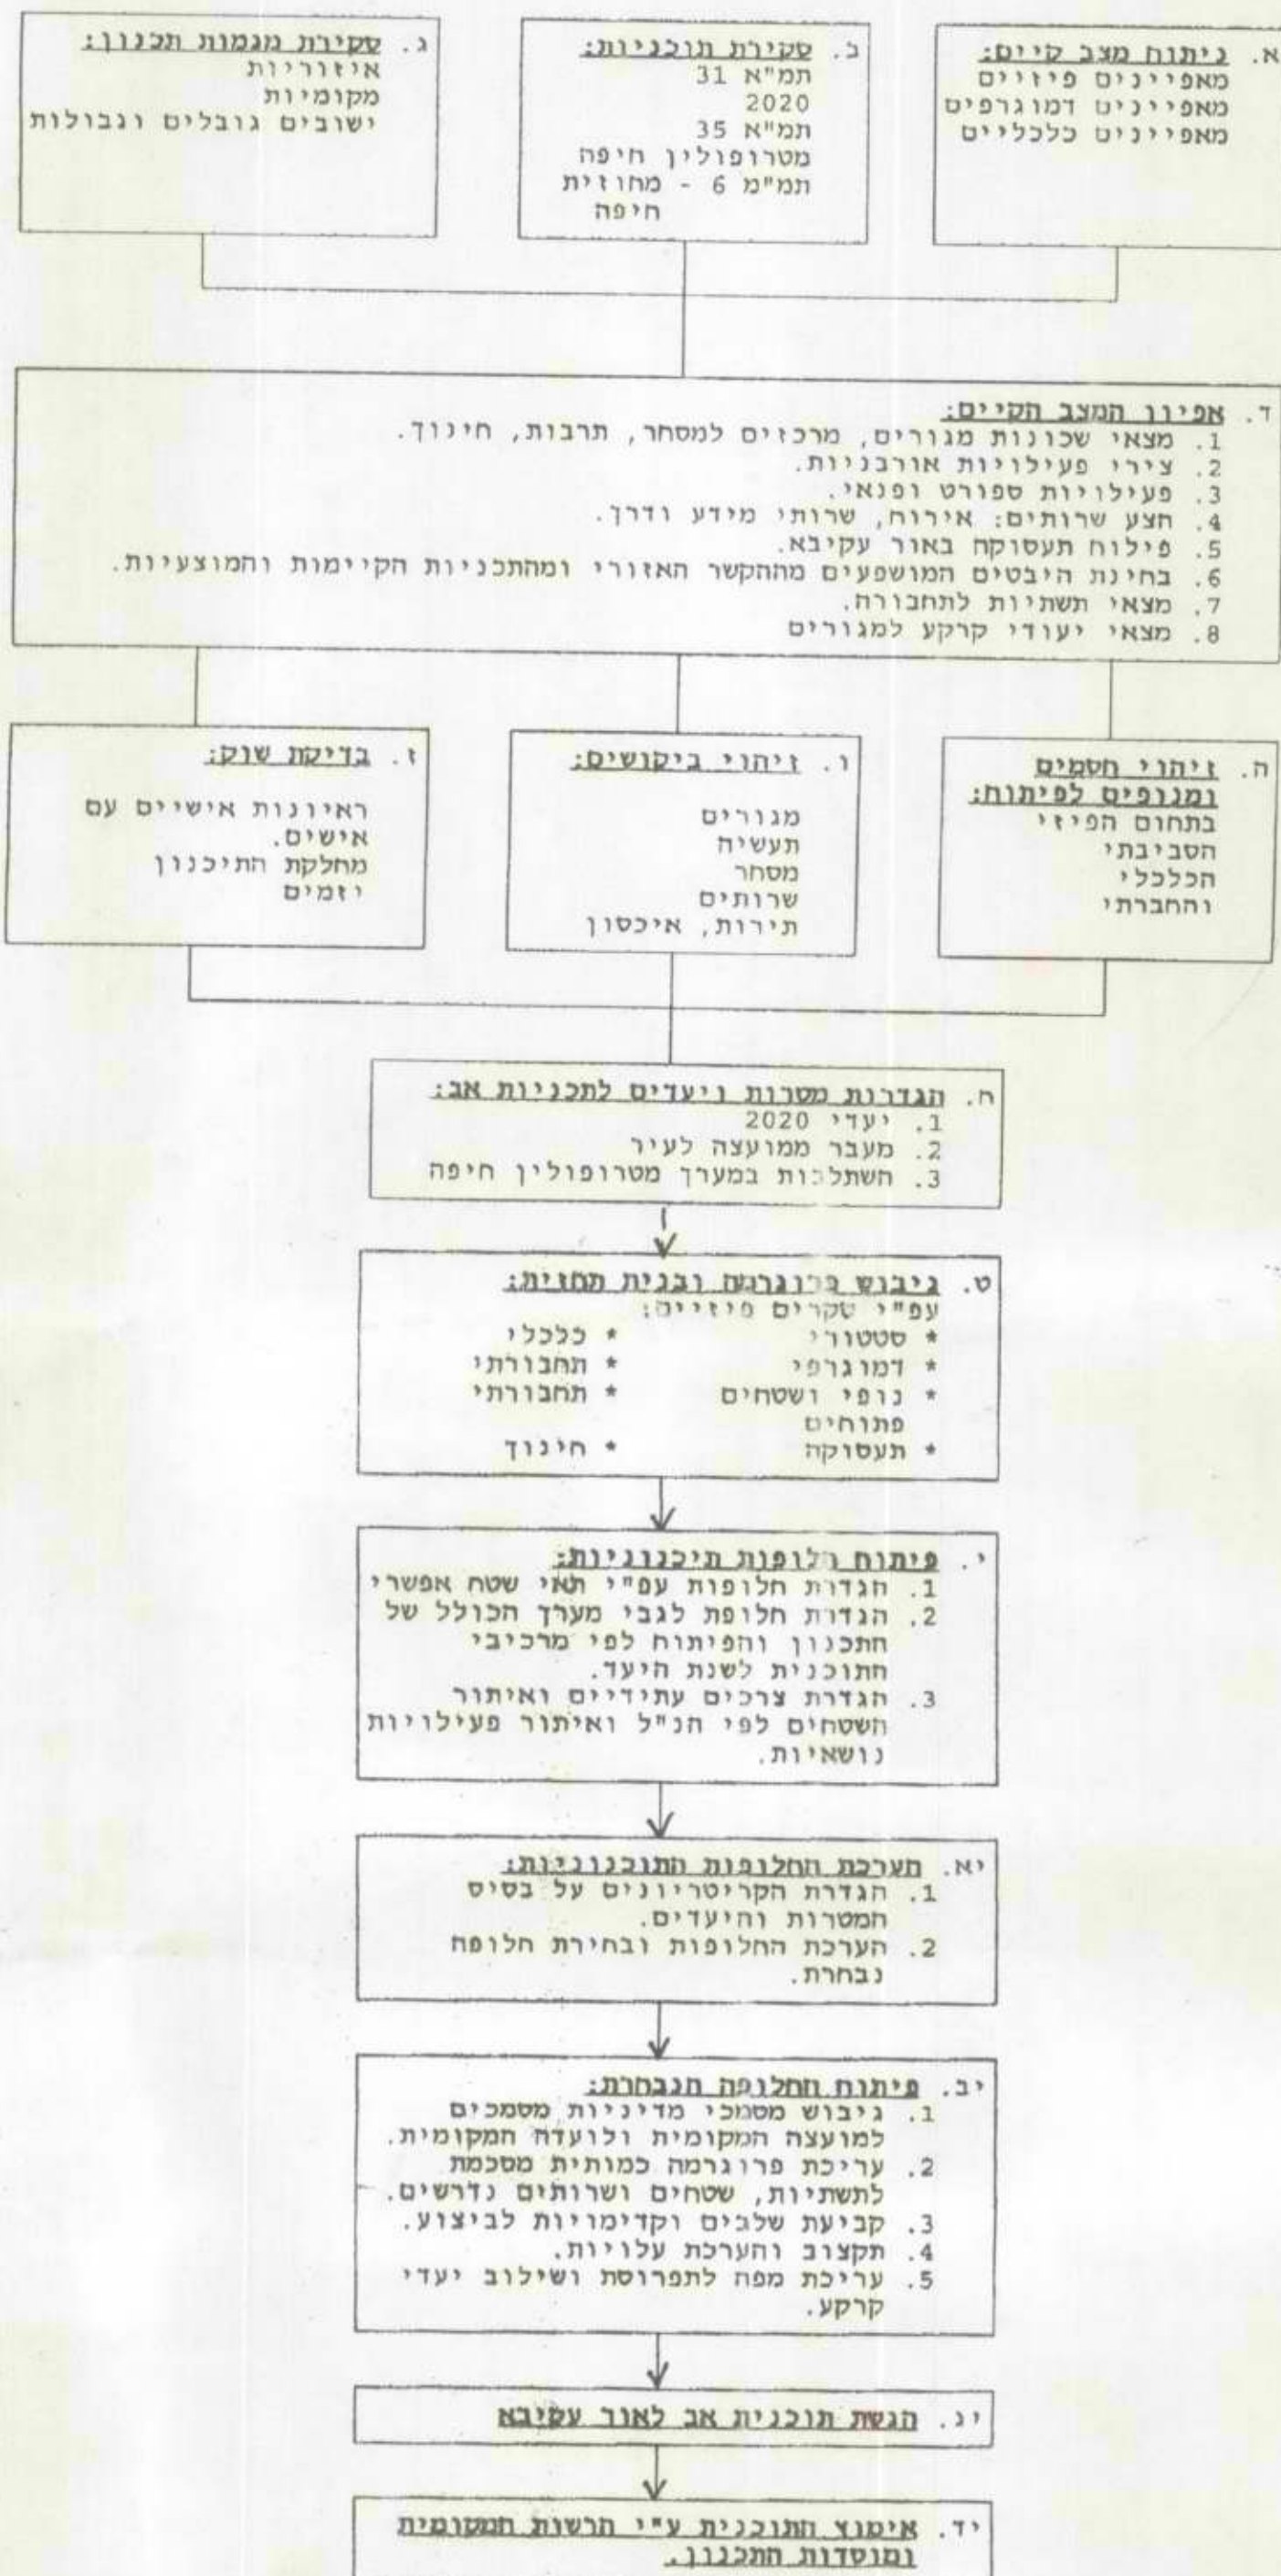 א. ניתוח מצב קיים:
מאפיינים פיזיים
מאפיינים דמוגרפים
מאפיינים כלכליים
ב. סקירת תוכניות:
תמ"א 31
2020
תמ"א 35
מטרופולין חיפה
תמ"מ 6 - מחוזית
חיפה
ג. סקירת מגמות תכנון:
איזוריות
מקומיות
ישובים גובלים וגבולות
ד. אפיון המצב הקיים:
1. מצאי שכונות מגורים, מרכזים למסחר, תרבות, חינוך.
2. צירי פעילויות אורבניות.
3. פעילויות ספורט ופנאי.
4. חצע שרותים: אירוח, שרותי מידע ודרך.
5. פילוח תעסוקה באור עקיבא.
6. בחינת היבטים המושפעים מההקשר האזורי ומהתכניות הקיימות והמוצעיות.
7. מצאי תשתיות לתחבורה.
8. מצאי יעודי קרקע למגורים
ה. זיהוי חסמים
ומנופים לפיתוח:
בתחום הפיזי
הסביבתי
הכלכלי
והחברתי
ו. זיהוי ביקושים:
מגורים
תעשיה
מסחר
שרותים
תירות, איכסון
ז. בדיקת שוק:
ראיונות אישיים עם
אישים.
מחלקת התיכנון
יזמים
ח. הגדרות מטרות ויעדים לתכניות אב:
1. יעדי 2020
2. מעבר ממועצה לעיר
3. השתלבות במערך מטרופולין חיפה
ט. גיבוש פרוגרמה ובנית תחזית:
עפ"י סקרים פיזיים:
* סטטורי * כלכלי
* דמוגרפי * תחבורתי
* נופי ושטחים * תחבורתי
פתוחים
* תעסוקה * חינוך
י. פיתוח חלופות תיכנוניות:
1. הגדרת חלופות עפ"י תאי שטח אפשרי
2. הגדרת חלופת לגבי מערך הכולל של
התכנון והפיתוח לפי מרכיבי
התוכנית לשנת היעד.
3. הגדרת צרכים עתידיים ואיתור
השטחים לפי הנ"ל ואיתור פעילויות
נושאיות.
יא. הערכת החלופות התוכנוניות:
1. הגדרת הקריטריונים על בסיס
המטרות והיעדים.
2. הערכת החלופות ובחירת חלופה
נבחרת.
יב. פיתוח החלופה הנבחרת:
1. גיבוש מסמכי מדיניות מסמכים
למועצה המקומית ולועדה המקומית.
2. עריכת פרוגרמה כמותית מסכמת
לתשתיות, שטחים ושרותים נדרשים.
3. קביעת שלבים וקדימויות לביצוע.
4. תקצוב והערכת עלויות.
5. עריכת מפה לתפרוסת ושילוב יעדי
קרקע.
יג. הגשת תוכנית אב לאור עקיבא
יד. אימוץ התוכנית ע"י הרשות המקומית
ומוסדות התכנון.